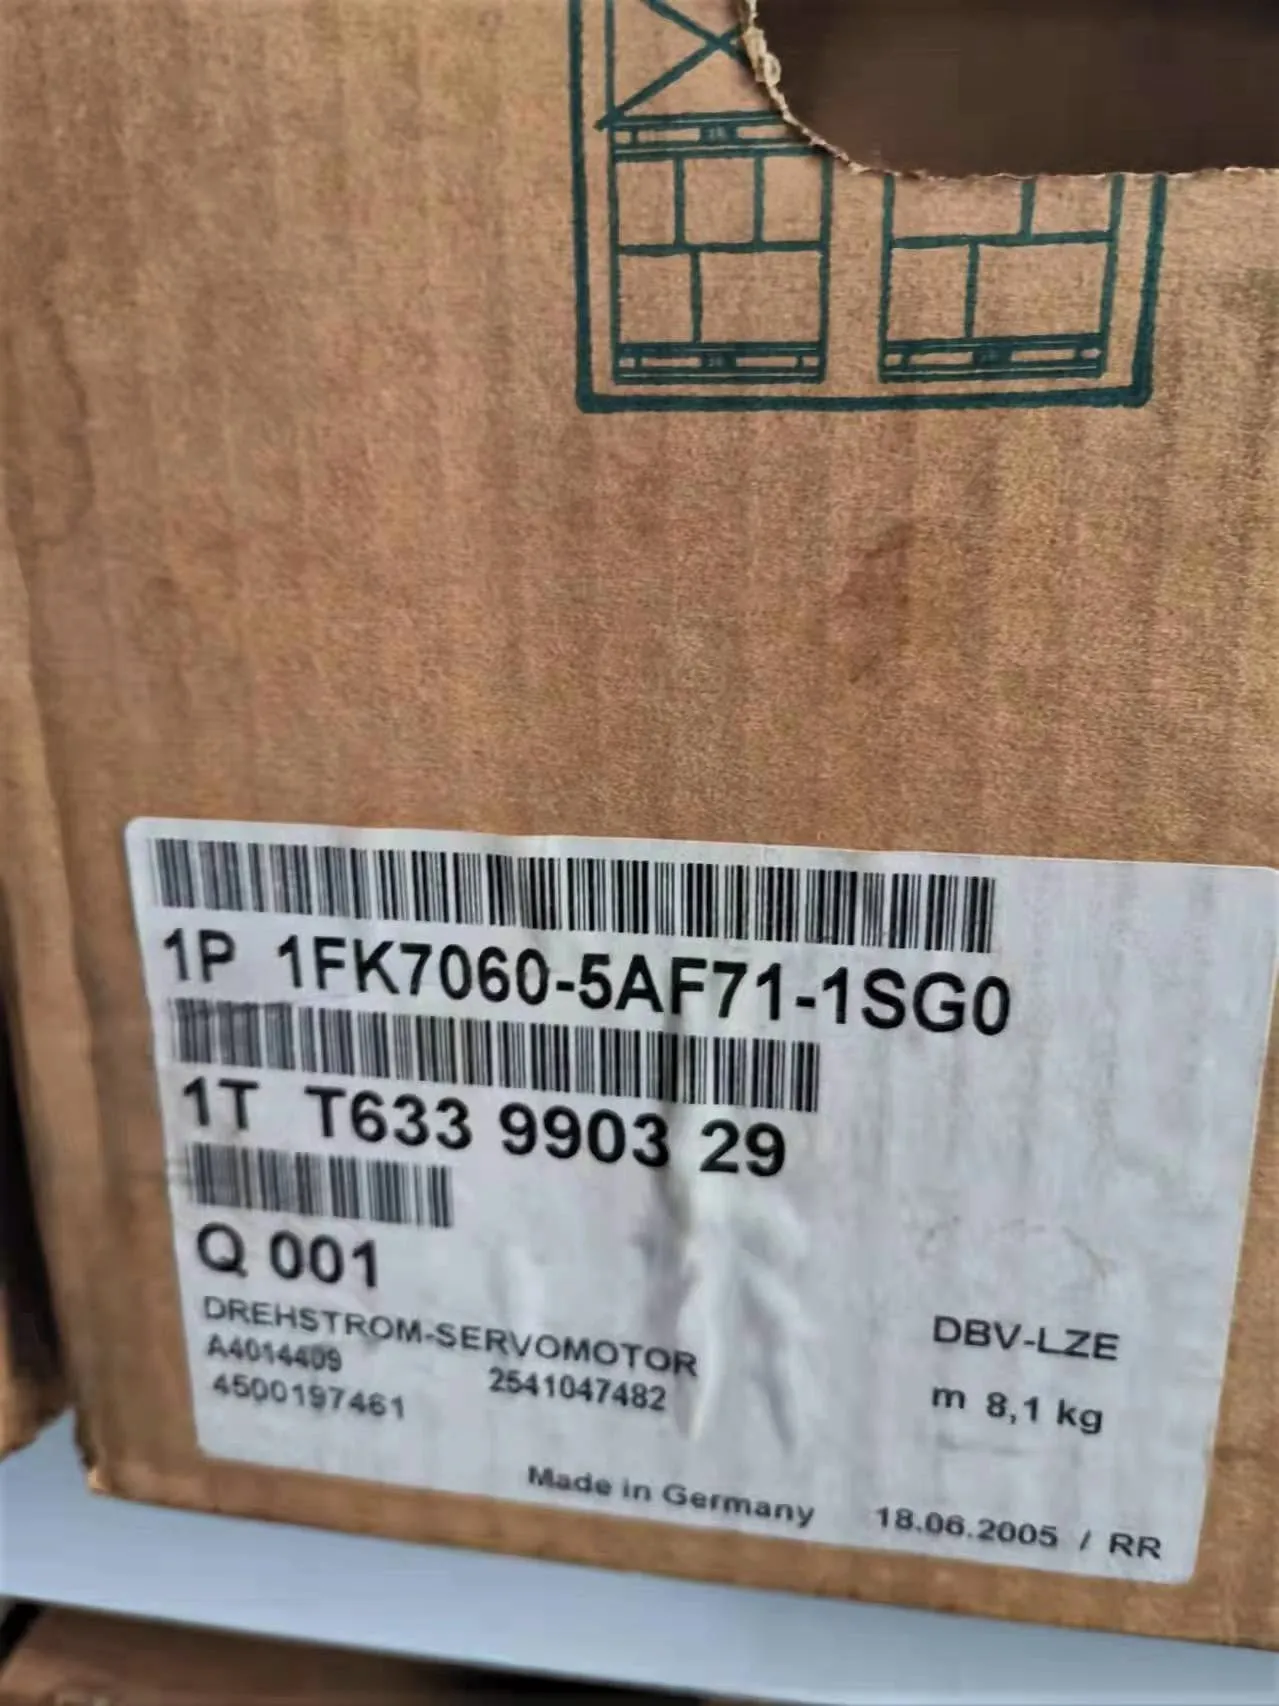 1P 1FK7060-5AF71-1SG0
1T T633 9903 29
Q 001
DREHSTROM-SERVOMOTOR
DBV-LZE
A4014409
2541047482
m 8,1 kg
4500197461
Made in Germany
18.06.2005 / RR